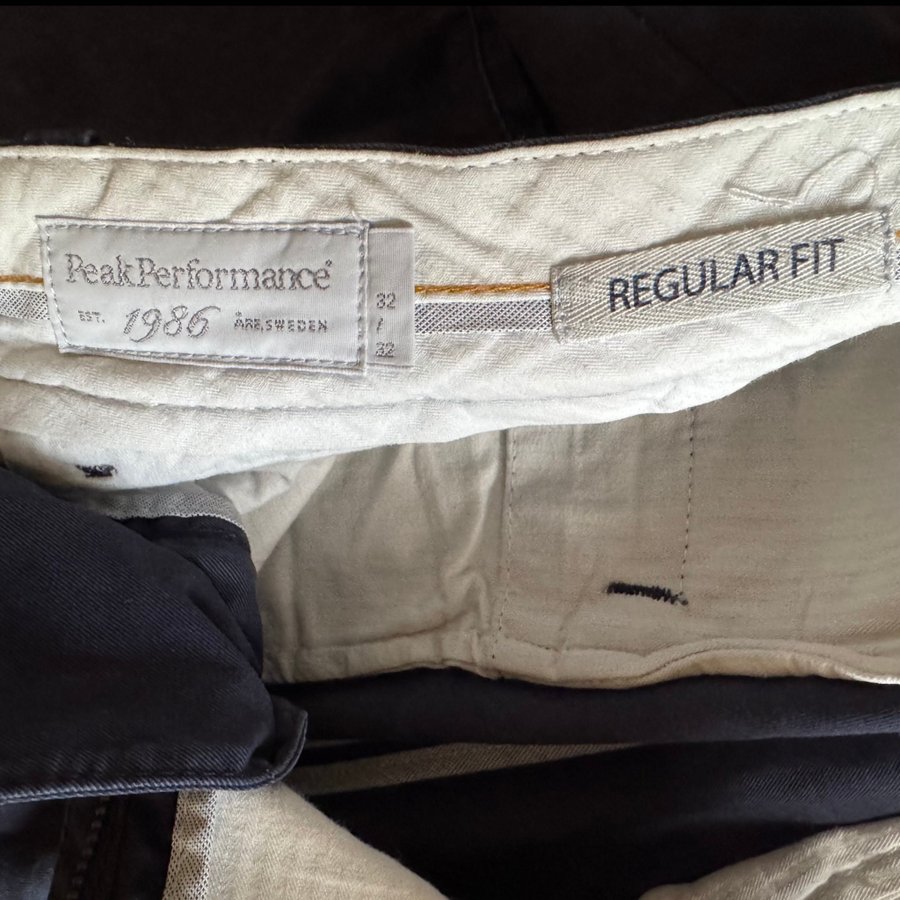 PeakPerformance®
EST. 1986 ÅRE, SWEDEN
32
/
32
REGULAR FIT